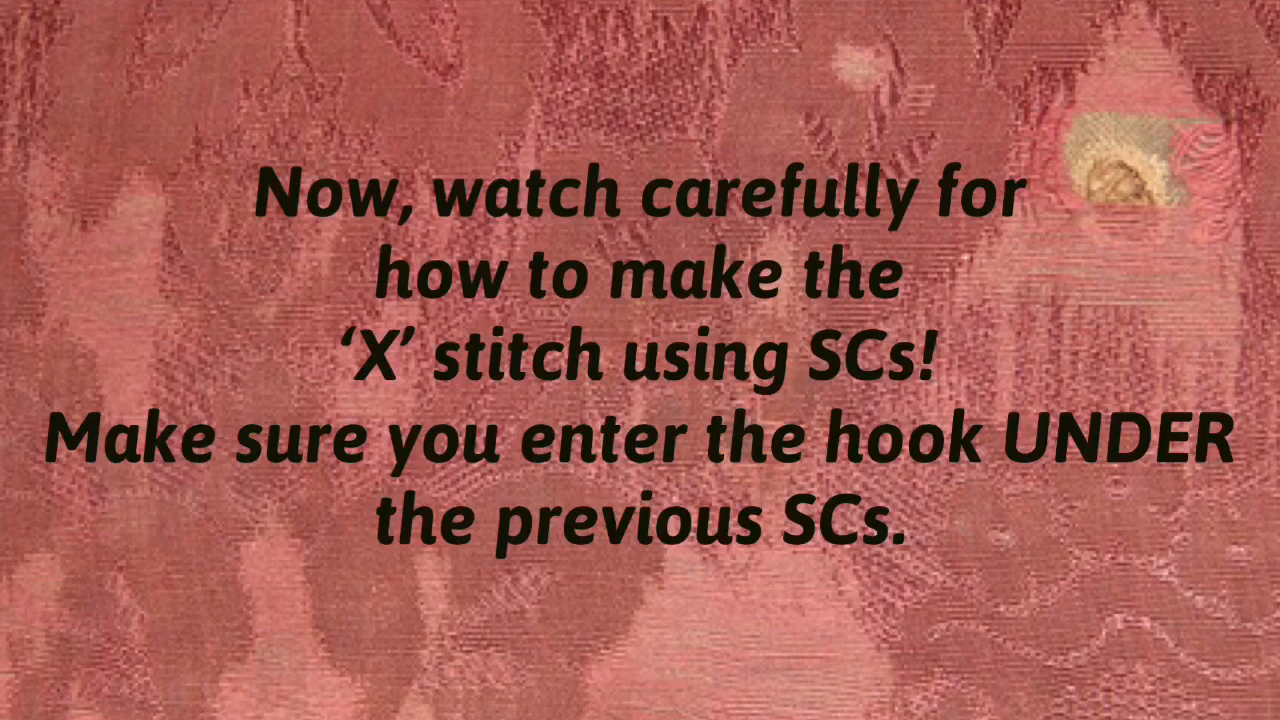 Now, watch carefully for
how to make the
‘X’ stitch using SCs!
Make sure you enter the hook UNDER
the previous SCs.